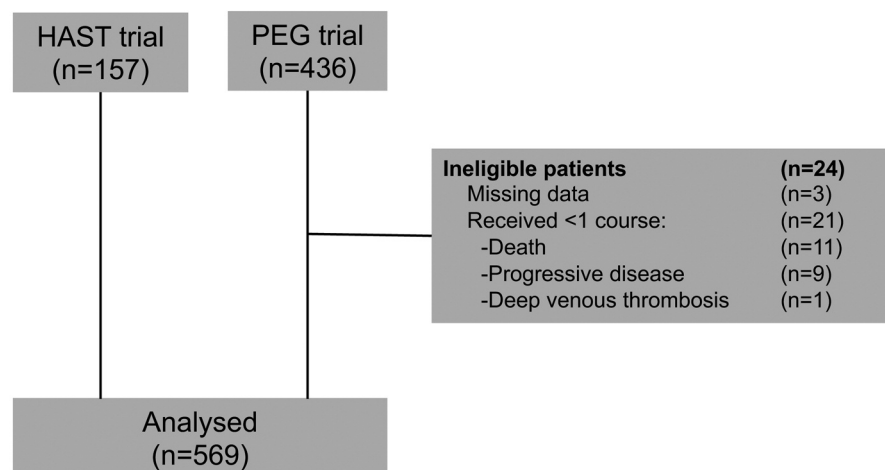 HAST trial
(n=157)
PEG trial
(n=436)
Ineligible patients (n=24)
Missing data (n=3)
Received <1 course: (n=21)
-Death (n=11)
-Progressive disease (n=9)
-Deep venous thrombosis (n=1)
Analysed
(n=569)